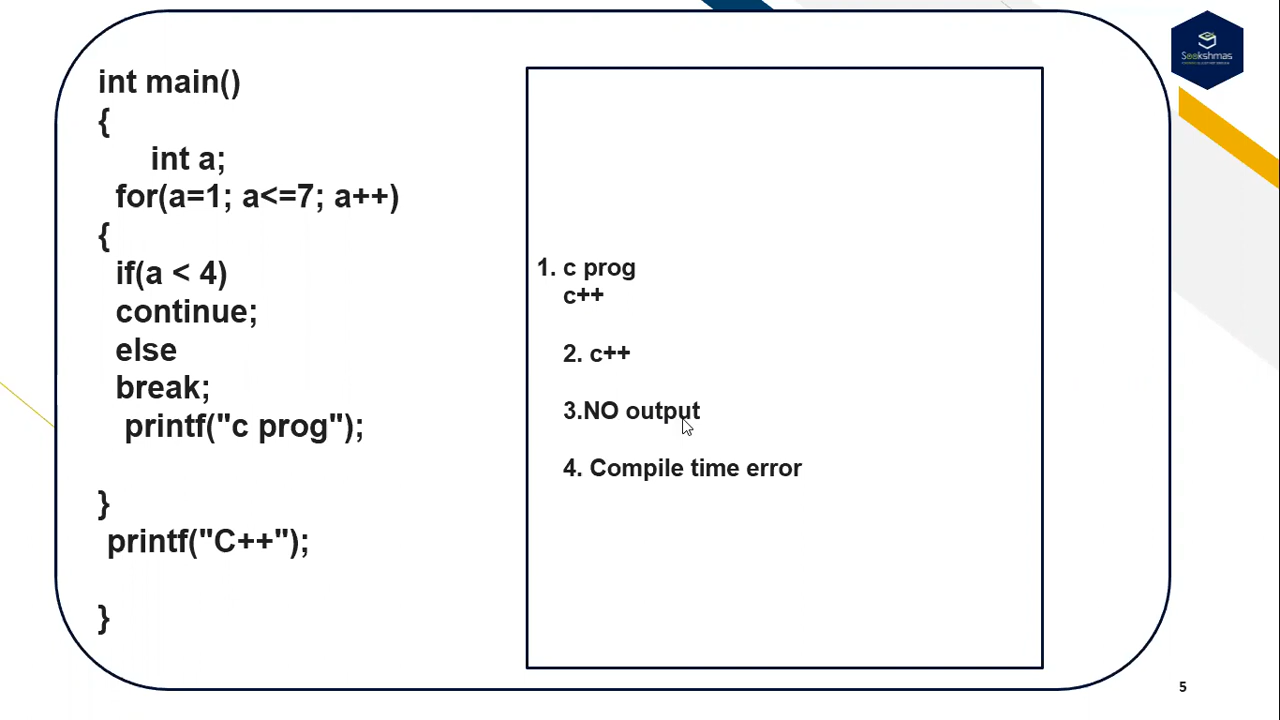 int main()
{
int a;
for(a=1; a<=7; a++)
{
if(a < 4)
continue;
else
break;
printf("c prog");
}
printf("C++");
}
1. c prog
c++
2. c++
3.NO output
4. Compile time error
Sookshmas
5